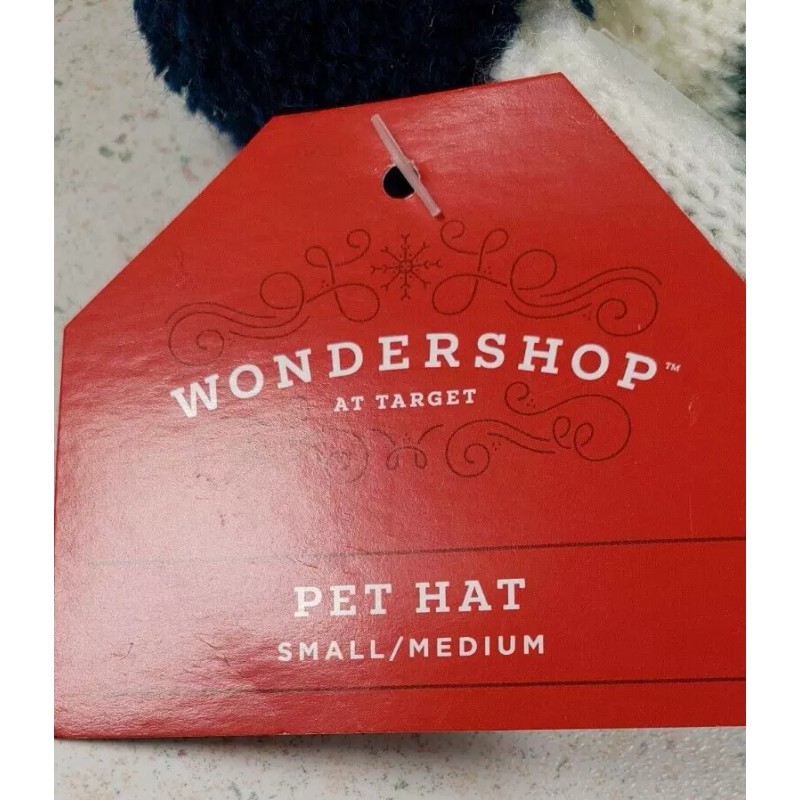 WONDERSHOP™
AT TARGET
PET HAT
SMALL/MEDIUM